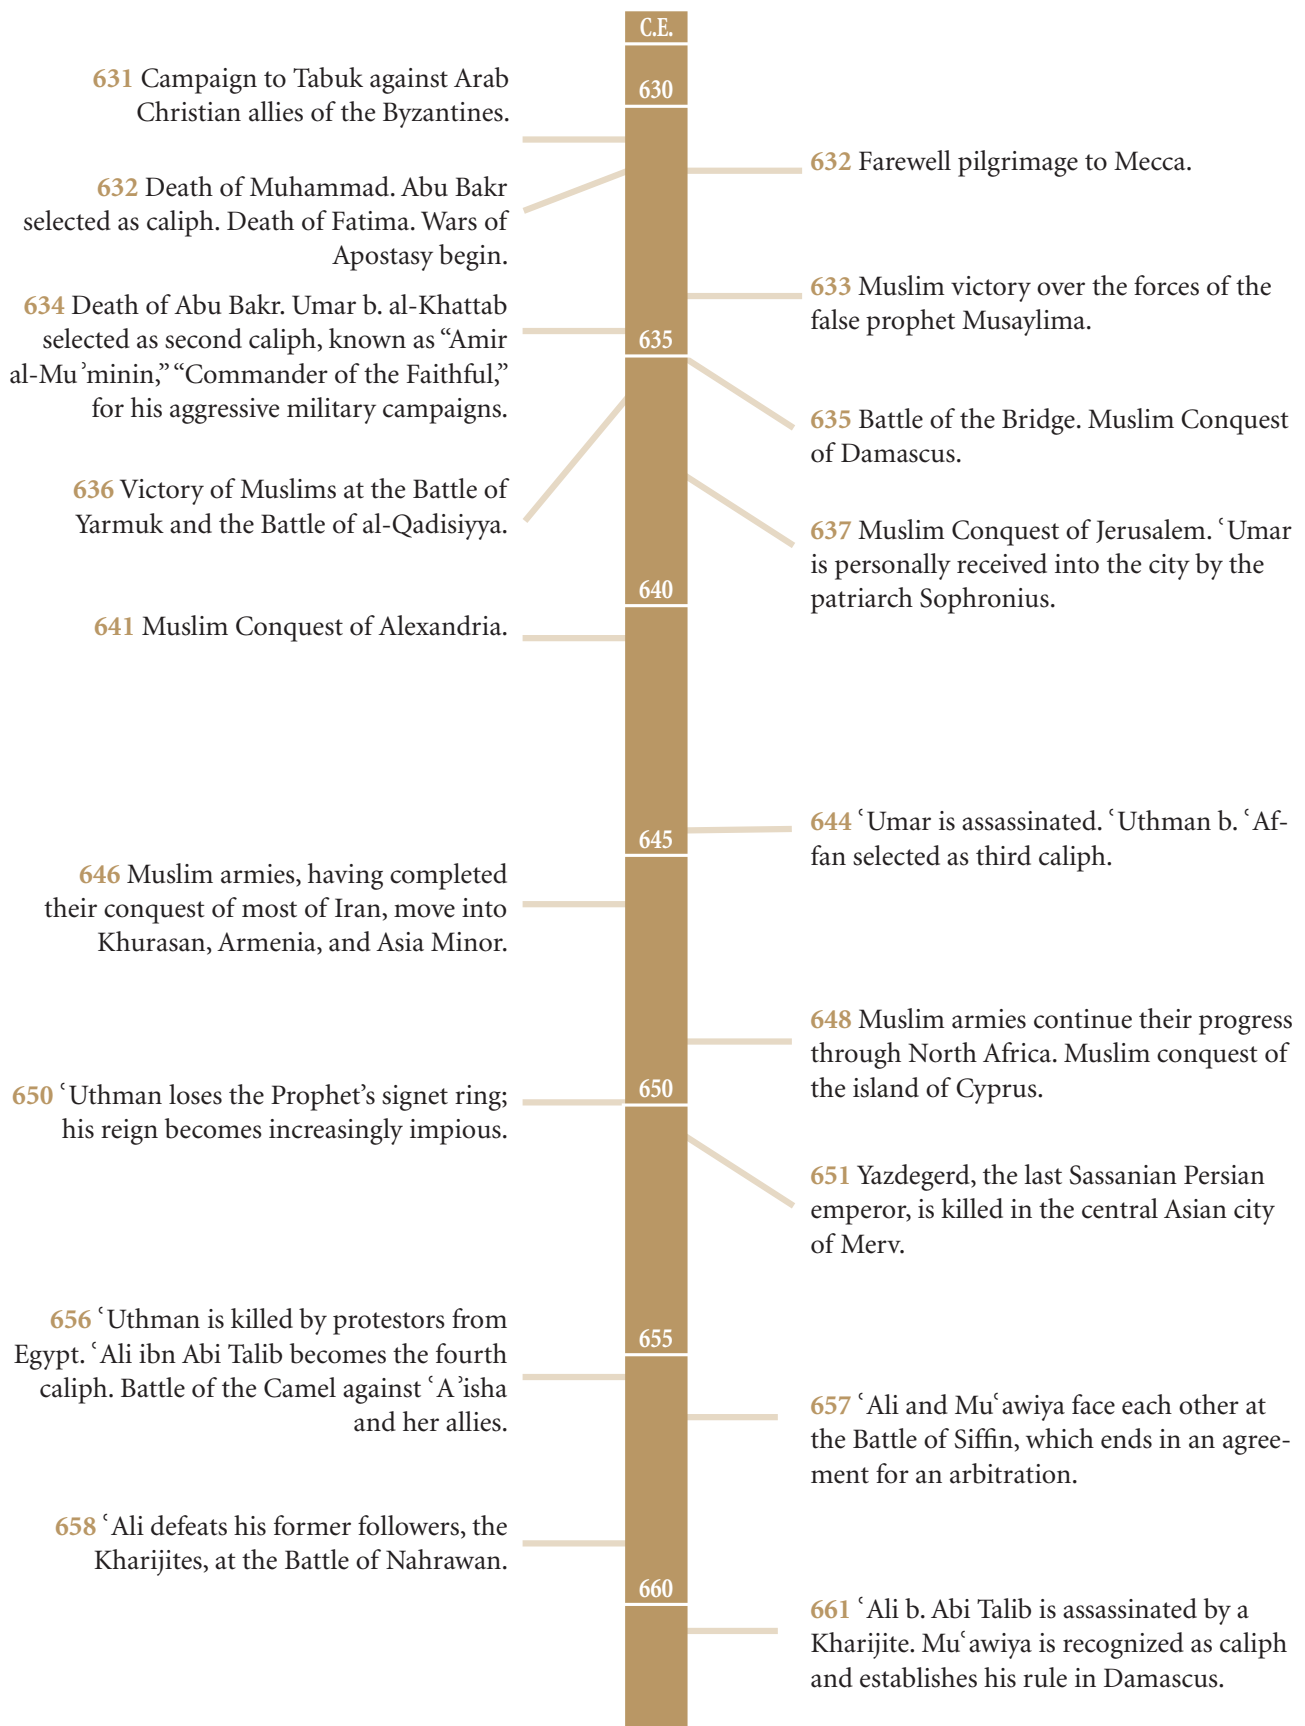 C.E.
630
631 Campaign to Tabuk against Arab
Christian allies of the Byzantines.
632 Farewell pilgrimage to Mecca.
632 Death of Muhammad. Abu Bakr
selected as caliph. Death of Fatima. Wars of
Apostasy begin.
633 Muslim victory over the forces of the
false prophet Musaylima.
634 Death of Abu Bakr. Umar b. al-Khattab
selected as second caliph, known as “Amir
al-Muʾminin,” “Commander of the Faithful,”
for his aggressive military campaigns.
635
635 Battle of the Bridge. Muslim Conquest
of Damascus.
636 Victory of Muslims at the Battle of
Yarmuk and the Battle of al-Qadisiyya.
637 Muslim Conquest of Jerusalem. ʿUmar
is personally received into the city by the
patriarch Sophronius.
640
641 Muslim Conquest of Alexandria.
644 ʿUmar is assassinated. ʿUthman b. ʿAf-
fan selected as third caliph.
645
646 Muslim armies, having completed
their conquest of most of Iran, move into
Khurasan, Armenia, and Asia Minor.
648 Muslim armies continue their progress
through North Africa. Muslim conquest of
the island of Cyprus.
650
650 ʿUthman loses the Prophet’s signet ring;
his reign becomes increasingly impious.
651 Yazdegerd, the last Sassanian Persian
emperor, is killed in the central Asian city
of Merv.
655
656 ʿUthman is killed by protestors from
Egypt. ʿAli ibn Abi Talib becomes the fourth
caliph. Battle of the Camel against ʿAʾisha
and her allies.
657 ʿAli and Muʿawiya face each other at
the Battle of Siffin, which ends in an agree-
ment for an arbitration.
658 ʿAli defeats his former followers, the
Kharijites, at the Battle of Nahrawan.
660
661 ʿAli b. Abi Talib is assassinated by a
Kharijite. Muʿawiya is recognized as caliph
and establishes his rule in Damascus.